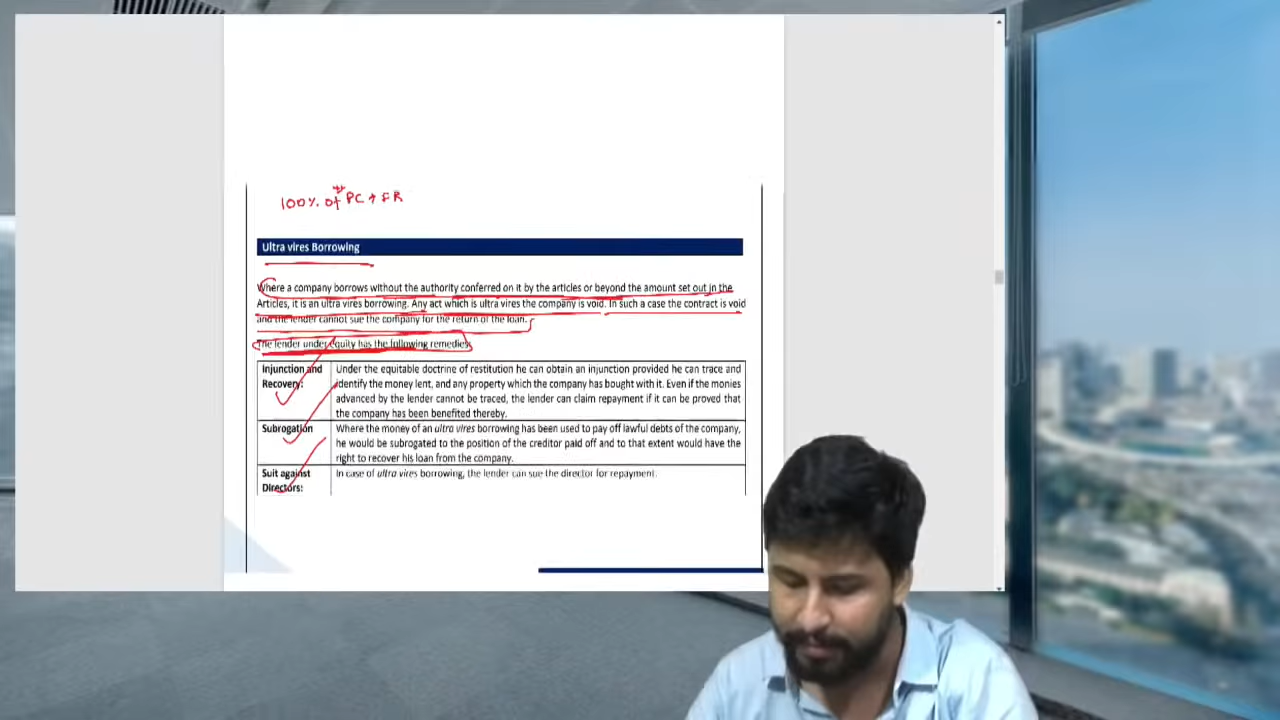 100% of PC + FR
Ultra vires Borrowing
Where a company borrows without the authority conferred on it by the articles or beyond the amount set out in the
Articles, it is an ultra vires borrowing. Any act which is ultra vires the company is void. In such a case the contract is void
and the lender cannot sue the company for the return of the loan.
The lender under equity has the following remedies:
Injunction and
Recovery:
Under the equitable doctrine of restitution he can obtain an injunction provided he can trace and
identify the money lent, and any property which the company has bought with it. Even if the monies
advanced by the lender cannot be traced, the lender can claim repayment if it can be proved that
the company has been benefited thereby.
Subrogation
Where the money of an ultra vires borrowing has been used to pay off lawful debts of the company,
he would be subrogated to the position of the creditor paid off and to that extent would have the
right to recover his loan from the company.
Suit against
Directors:
In case of ultra vires borrowing, the lender can sue the director for repayment.